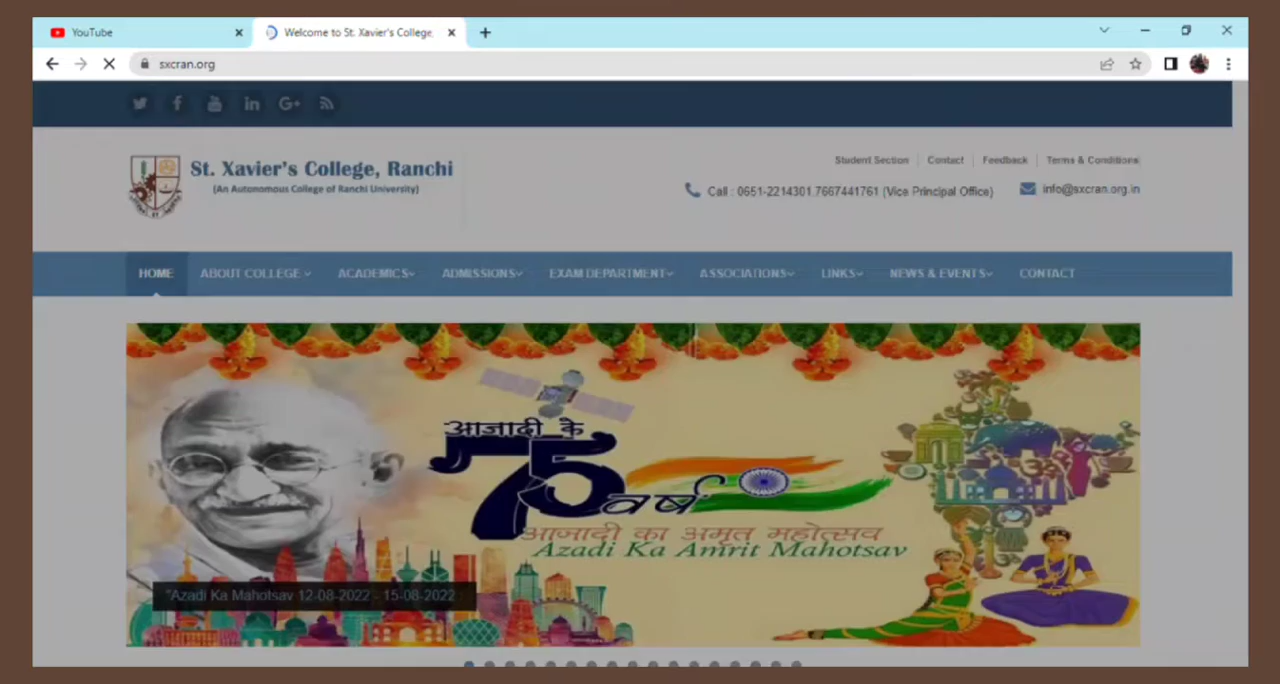 YouTube
Welcome to St. Xavier's College,
sxcran.org
G+
St. Xavier's College, Ranchi
(An Autonomous College of Ranchi University)
Student Section Contact Feedback Terms & Conditions
Call : 0651-2214301,7667441761 (Vice Principal Office) info@sxcran.org.in
HOME ABOUT COLLEGE ACADEMICS ADMISSIONS EXAM DEPARTMENT ASSOCIATIONS LINKS NEWS & EVENTS CONTACT
आजादी के
75
वर्ष
आजादी का अमृत महोत्सव
Azadi Ka Amrit Mahotsav
"Azadi Ka Mahotsav 12-08-2022 - 15-08-2022